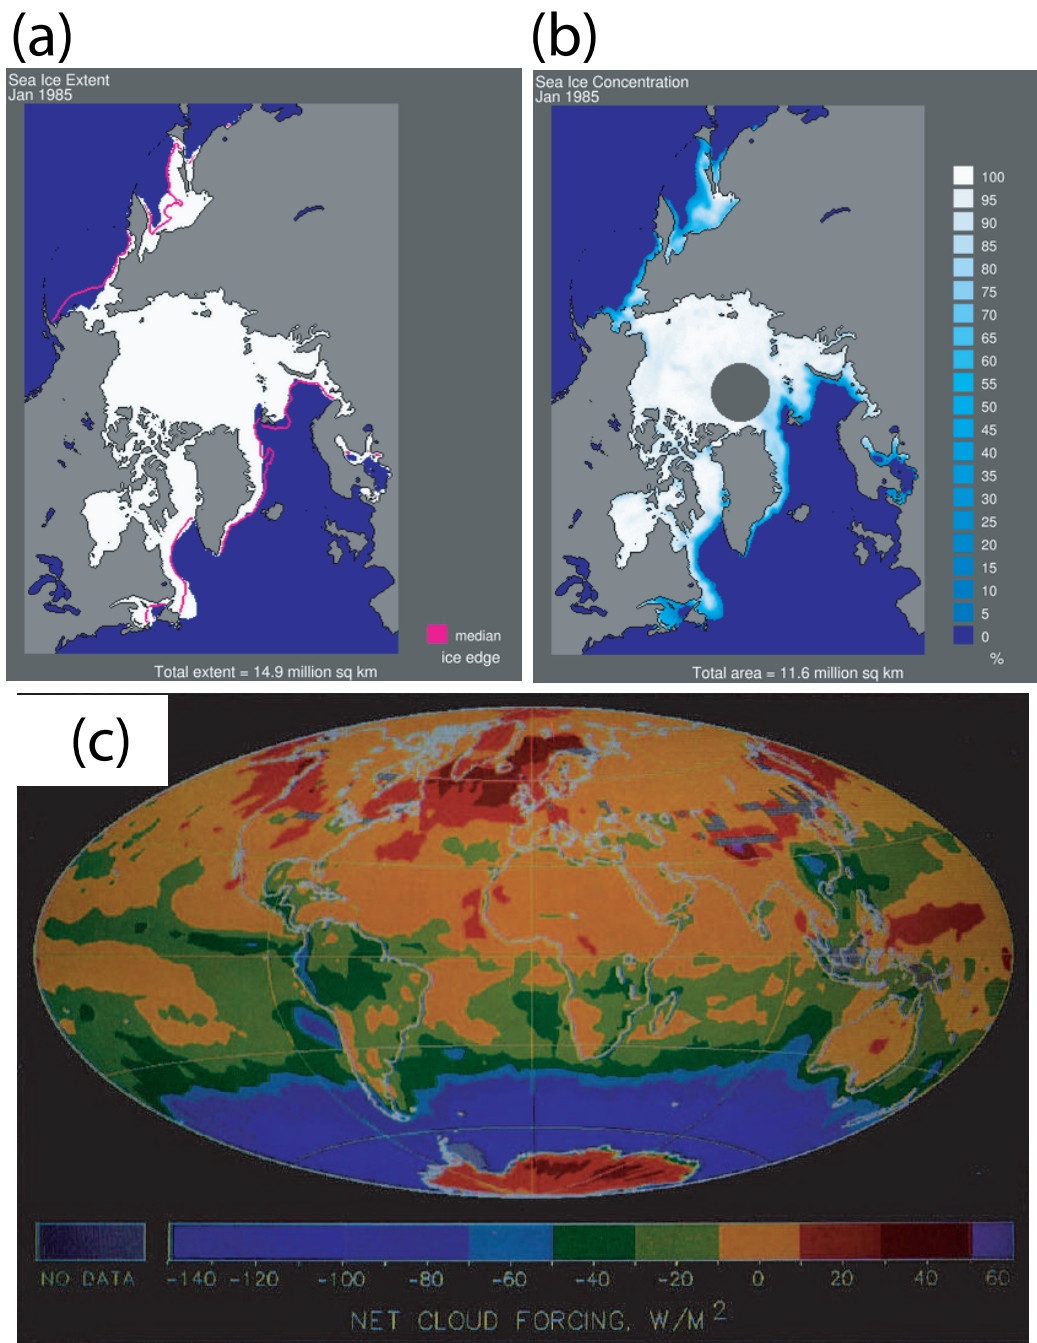 (a)
Sea Ice Extent
Jan 1985
median
ice edge
Total extent = 14.9 million sq km
(b)
Sea Ice Concentration
Jan 1985
100
95
90
85
80
75
70
65
60
55
50
45
40
35
30
25
20
15
10
5
0
%
Total area = 11.6 million sq km
(c)
NO DATA
-140 -120 -100 -80 -60 -40 -20 0 20 40 60
NET CLOUD FORCING, W/M2